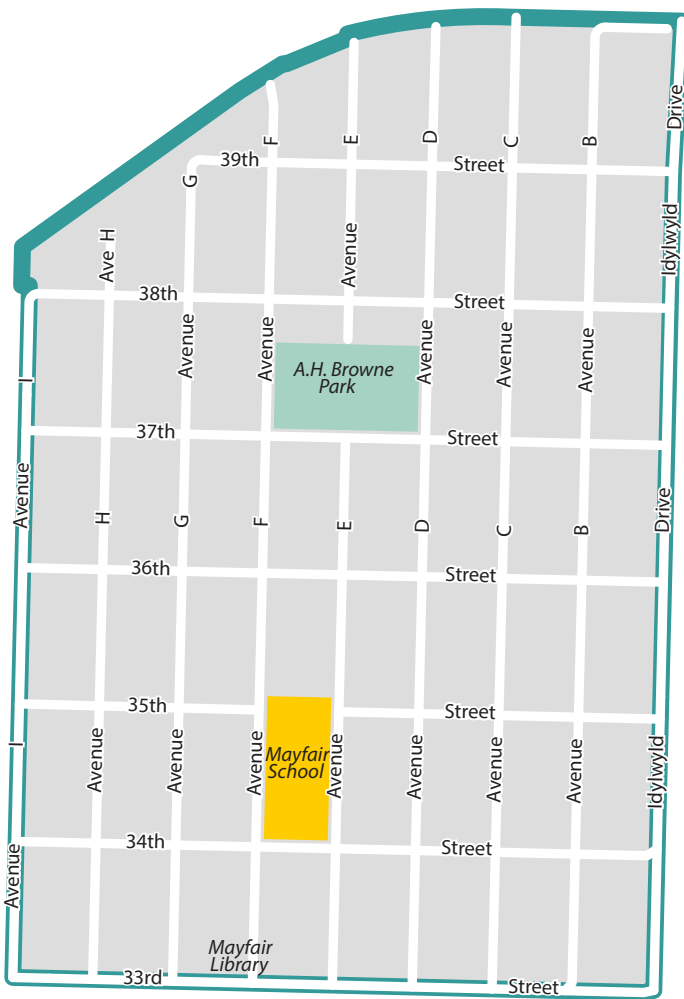 Drive
F
E
D
C
B
39th
Street
G
Ave H
Avenue
Idylwyld
38th
Street
Avenue
Avenue
Avenue
Avenue
Avenue
A.H. Browne
Park
I
37th
Street
Avenue
Drive
H
G
F
E
D
C
B
36th
Street
35th
Street
I
Avenue
Avenue
Avenue
Mayfair
School
Avenue
Avenue
Avenue
Avenue
Idylwyld
34th
Street
Avenue
Mayfair
Library
33rd
Street